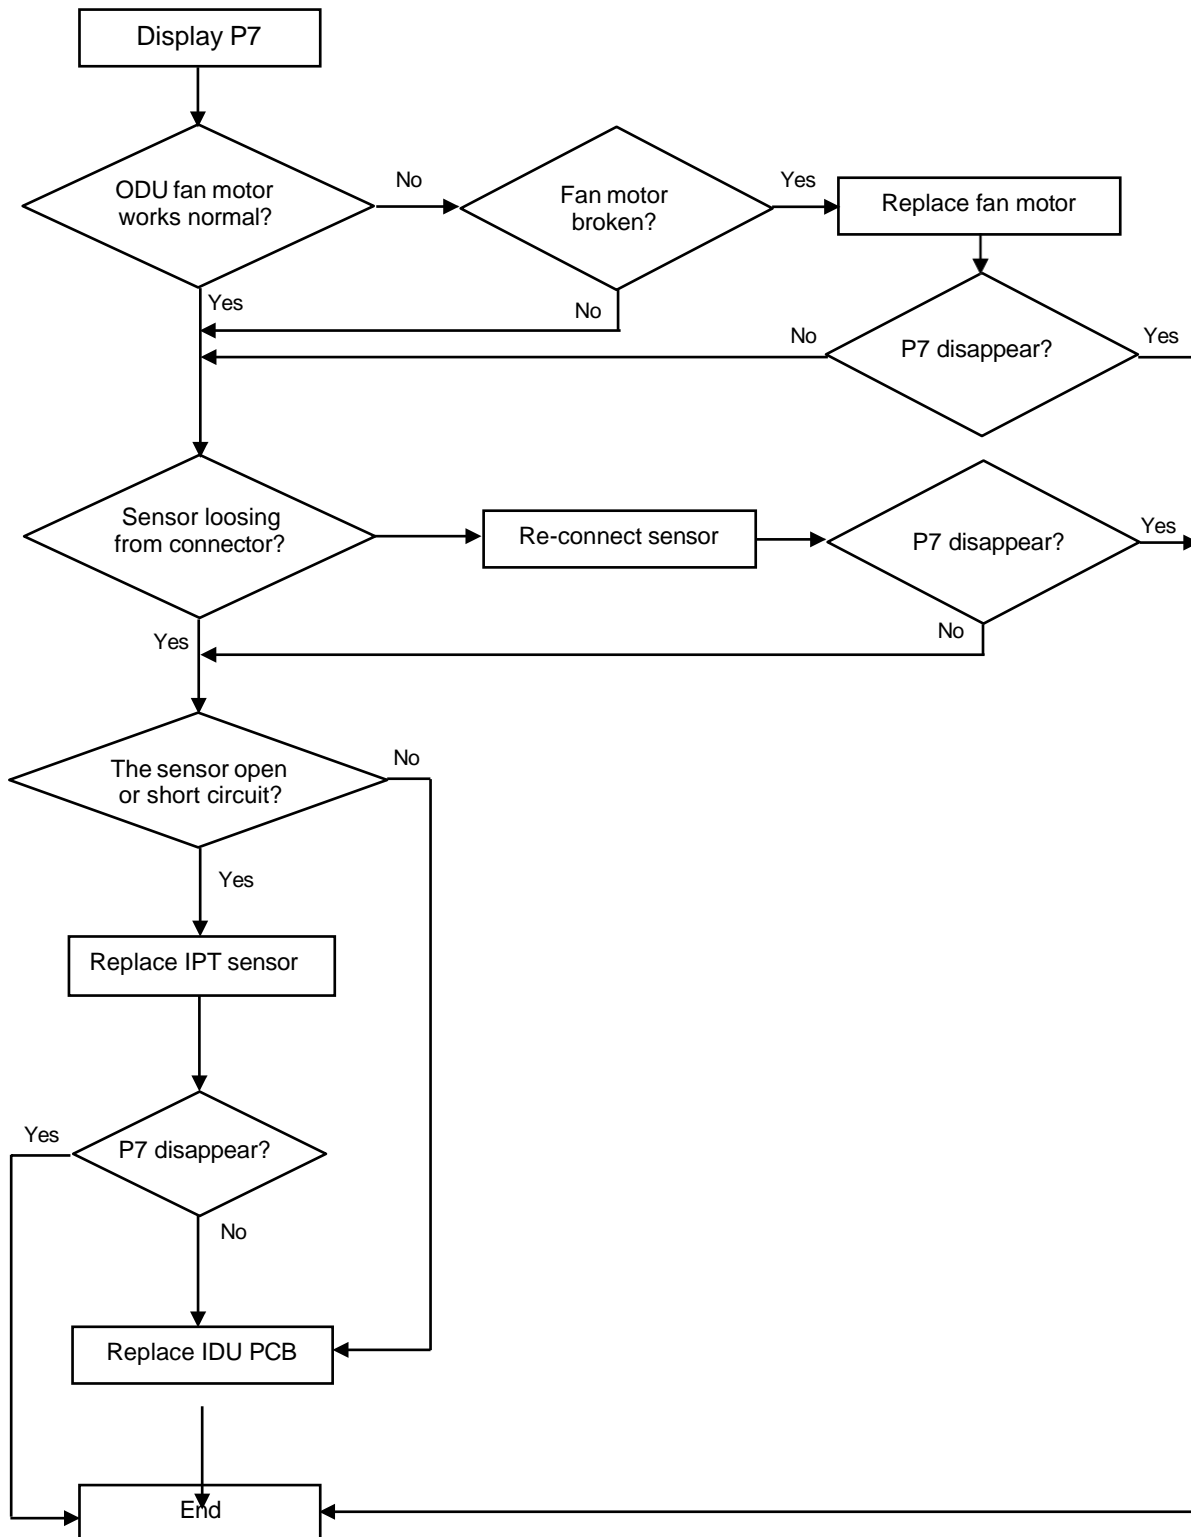 Display P7
ODU fan motor
works normal?
No
Fan motor
broken?
Yes
Replace fan motor
Yes
No
No
P7 disappear?
Yes
Sensor loosing
from connector?
Re-connect sensor
P7 disappear?
Yes
Yes
No
The sensor open
or short circuit?
No
Yes
Replace IPT sensor
Yes
P7 disappear?
No
Replace IDU PCB
End